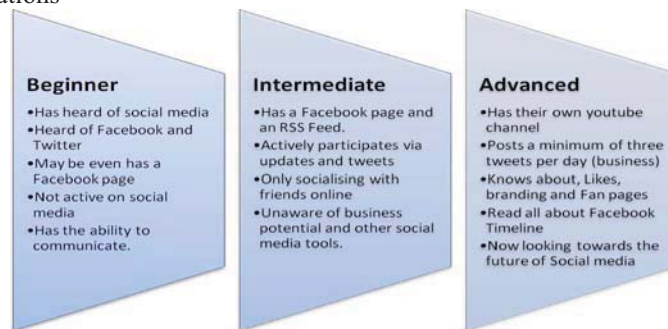 Beginner
•Has heard of social media
•Heard of Facebook and
Twitter
•May be even has a
Facebook page
•Not active on social
media
•Has the ability to
communicate.
Intermediate
•Has a Facebook page and
an RSS Feed.
•Actively participates via
updates and tweets
•Only socialising with
friends online
•Unaware of business
potential and other social
media tools.
Advanced
•Has their own youtube
channel
•Posts a minimum of three
tweets per day (business)
•Knows about, Likes,
branding and Fan pages
•Read all about Facebook
Timeline
•Now looking towards the
future of Social media